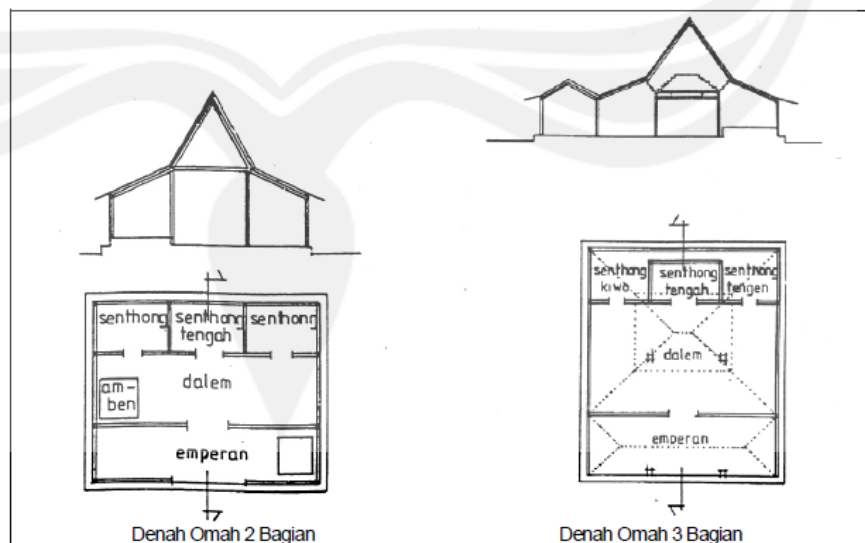 senthong
senthong
tengah
senthong
dalem
am-
ben
emperan
Denah Omah 2 Bagian
senthong
kiwo
senthong
tengah
senthong
tengen
dalem
emperan
Denah Omah 3 Bagian